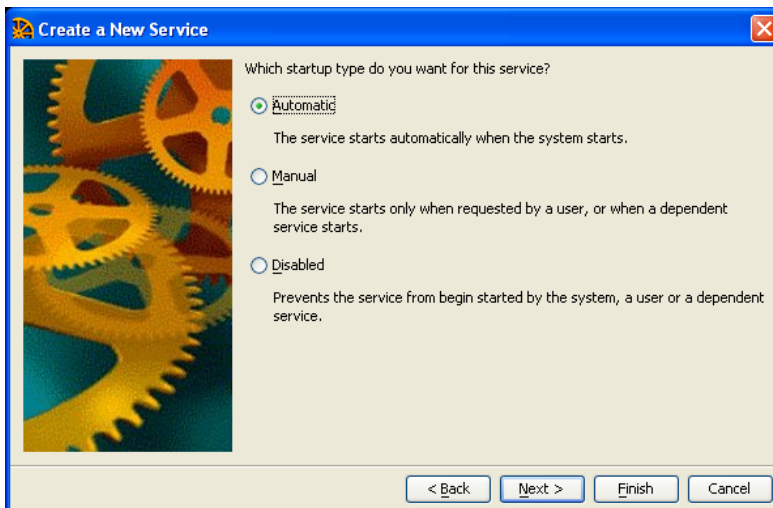 Create a New Service
Which startup type do you want for this service?
Automatic
The service starts automatically when the system starts.
Manual
The service starts only when requested by a user, or when a dependent
service starts.
Disabled
Prevents the service from begin started by the system, a user or a dependent
service.
< Back
Next >
Finish
Cancel